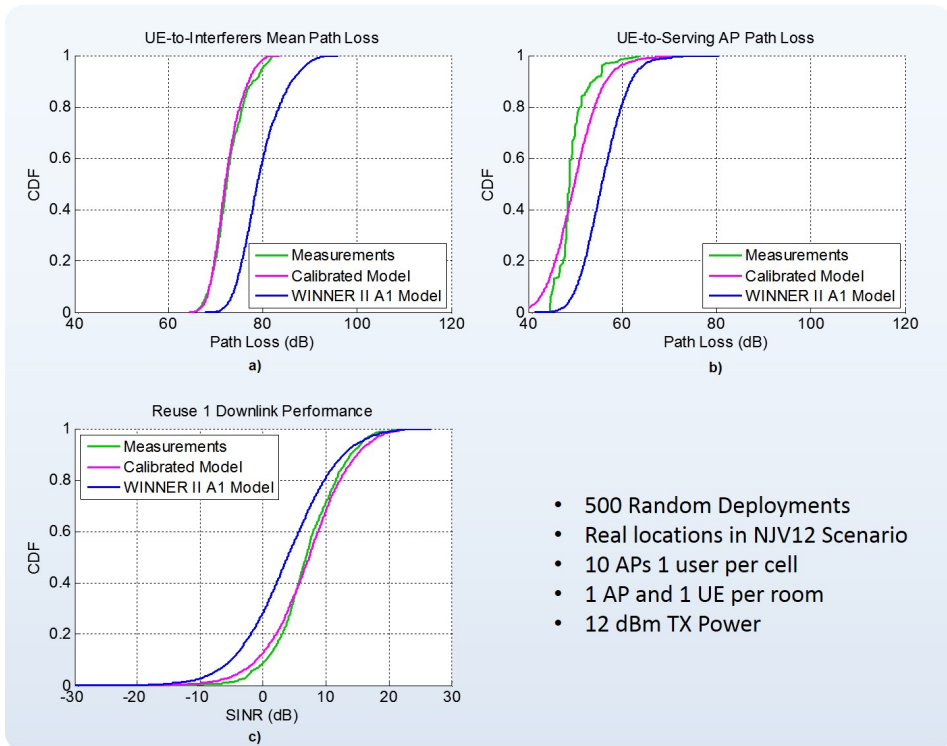 UE-to-Interferers Mean Path Loss
1
0.8
0.6
0.4
0.2
0
CDF
Measurements
Calibrated Model
WINNER II A1 Model
40
60
80
100
120
Path Loss (dB)
a)
UE-to-Serving AP Path Loss
1
0.8
0.6
0.4
0.2
0
CDF
Measurements
Calibrated Model
WINNER II A1 Model
40
60
80
100
120
Path Loss (dB)
b)
Reuse 1 Downlink Performance
1
0.8
0.6
0.4
0.2
0
CDF
Measurements
Calibrated Model
WINNER II A1 Model
-30
-20
-10
0
10
20
30
SINR (dB)
c)
• 500 Random Deployments
• Real locations in NJV12 Scenario
• 10 APs 1 user per cell
• 1 AP and 1 UE per room
• 12 dBm TX Power